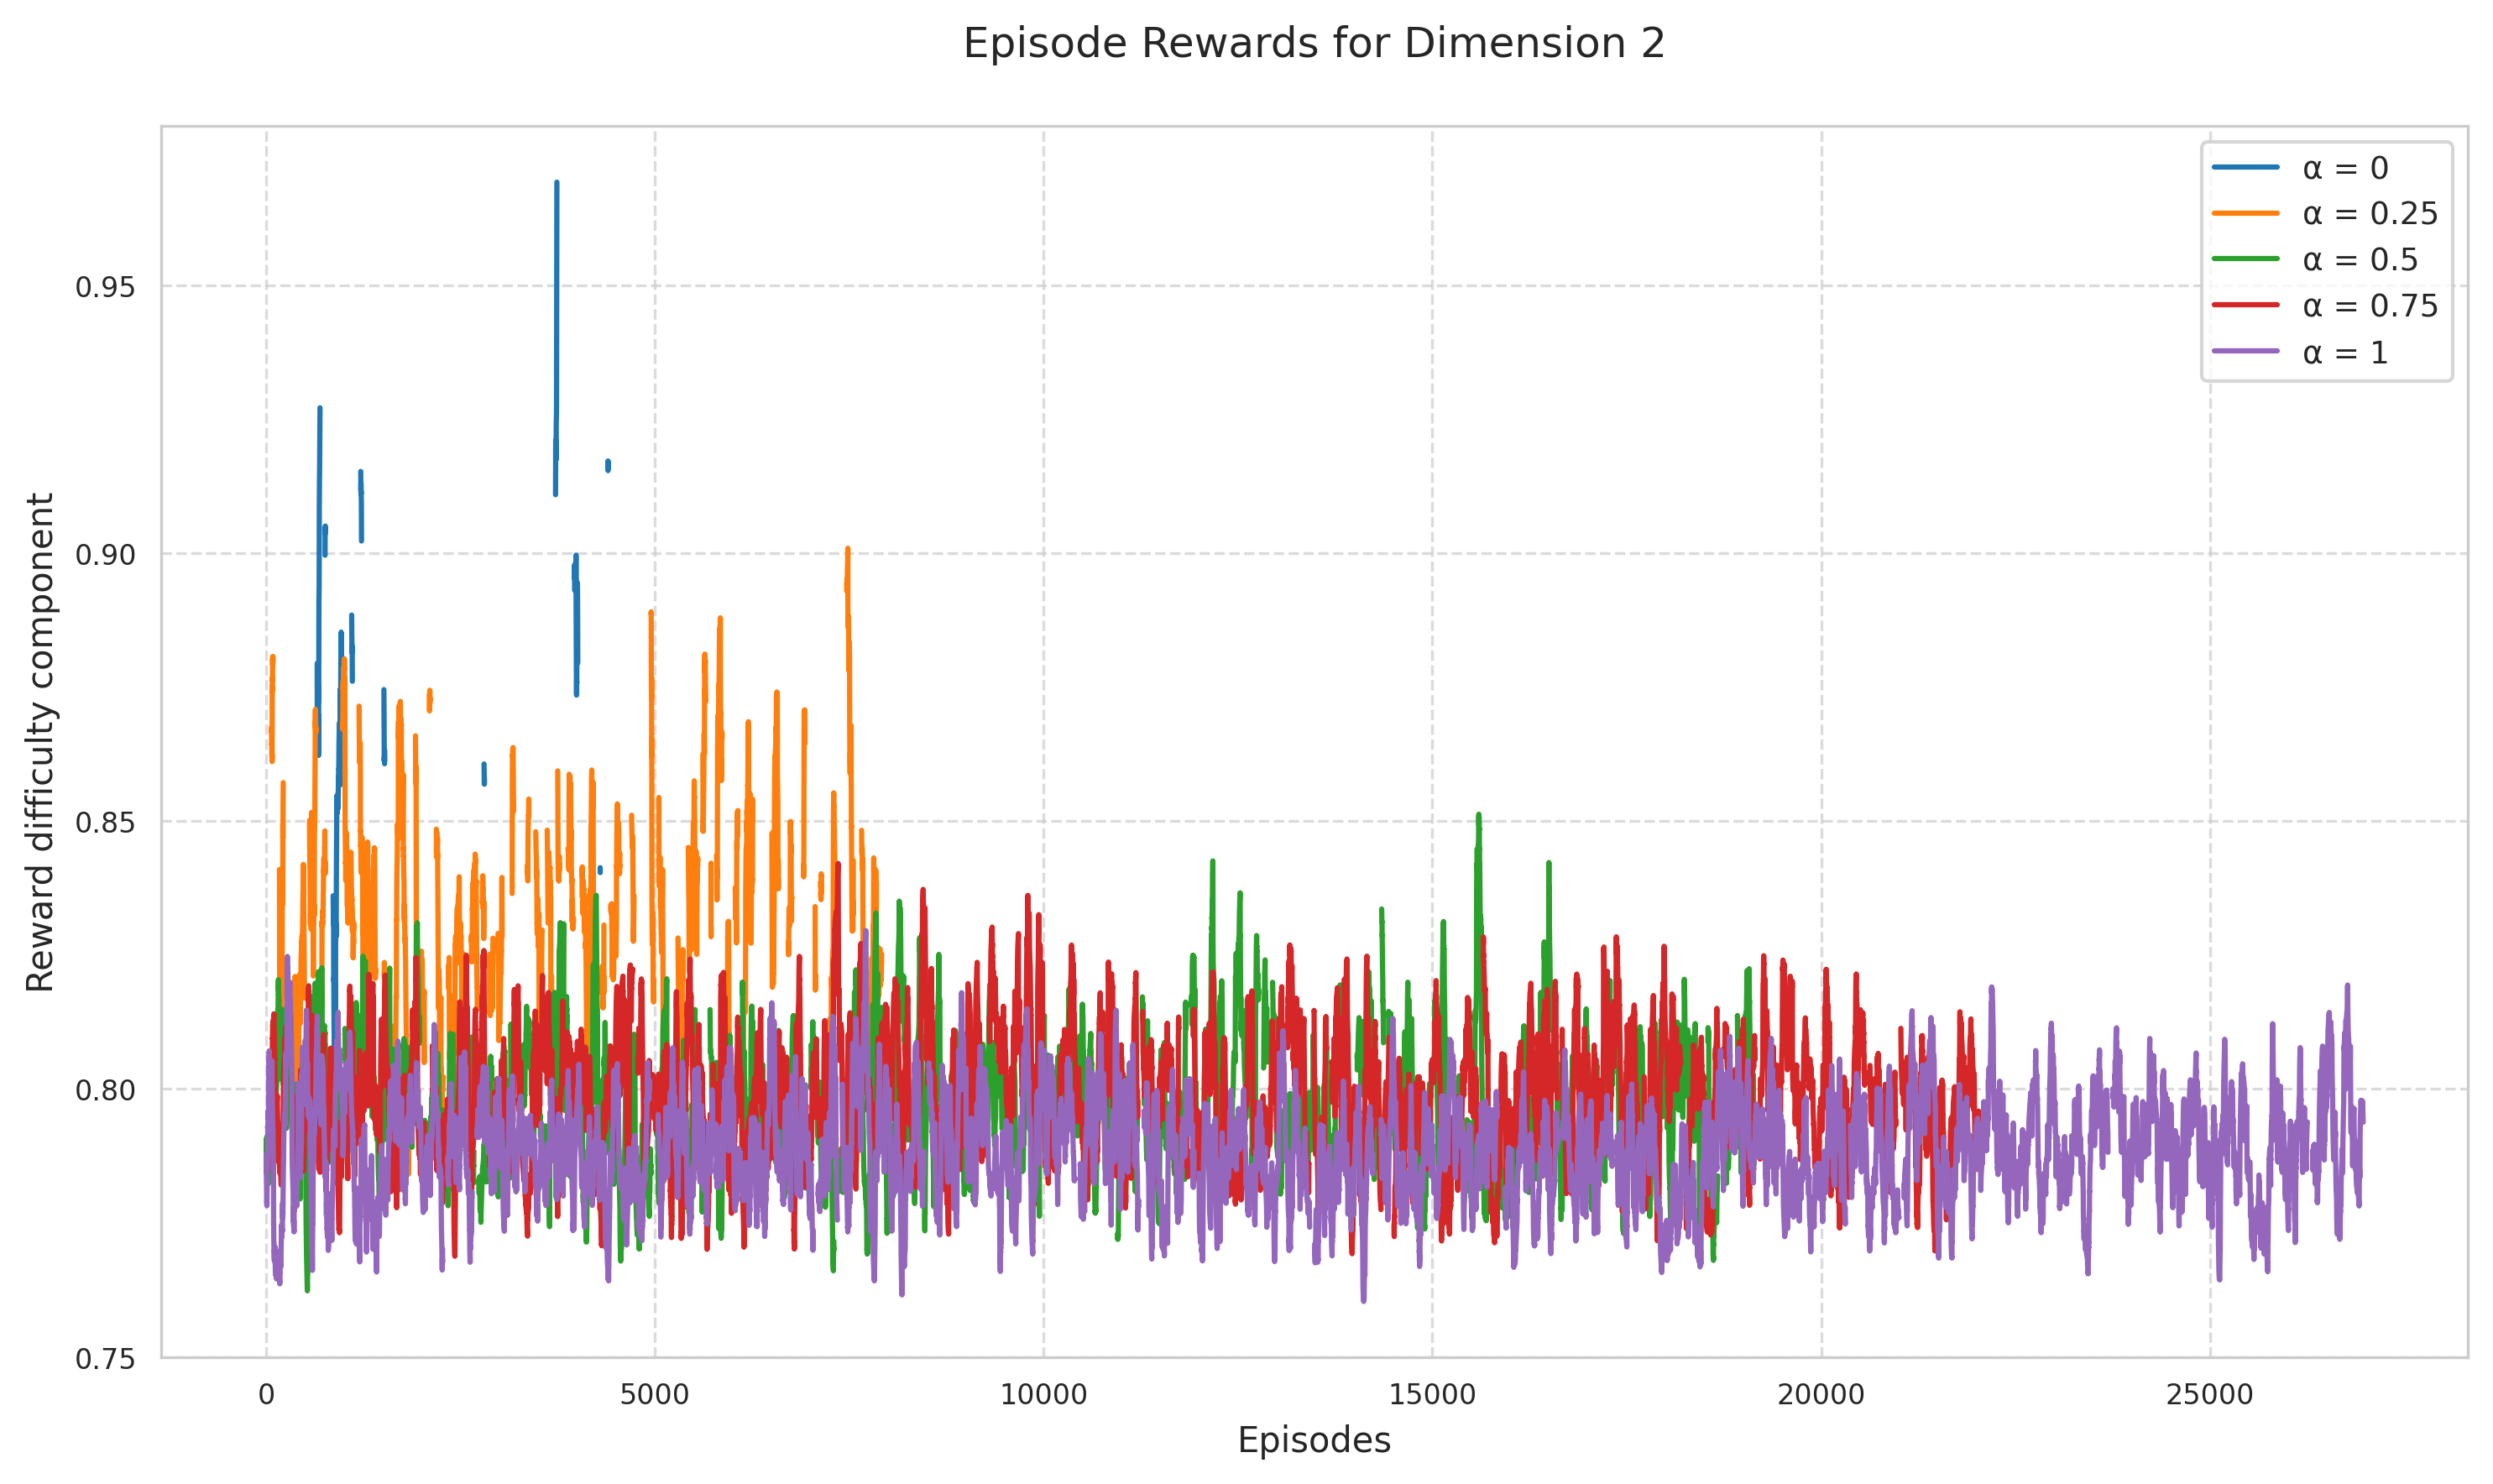 Episode Rewards for Dimension 2
α = 0
α = 0.25
α = 0.5
α = 0.75
α = 1
Reward difficulty component
0.95
0.90
0.85
0.80
0.75
0
5000
10000
15000
20000
25000
Episodes